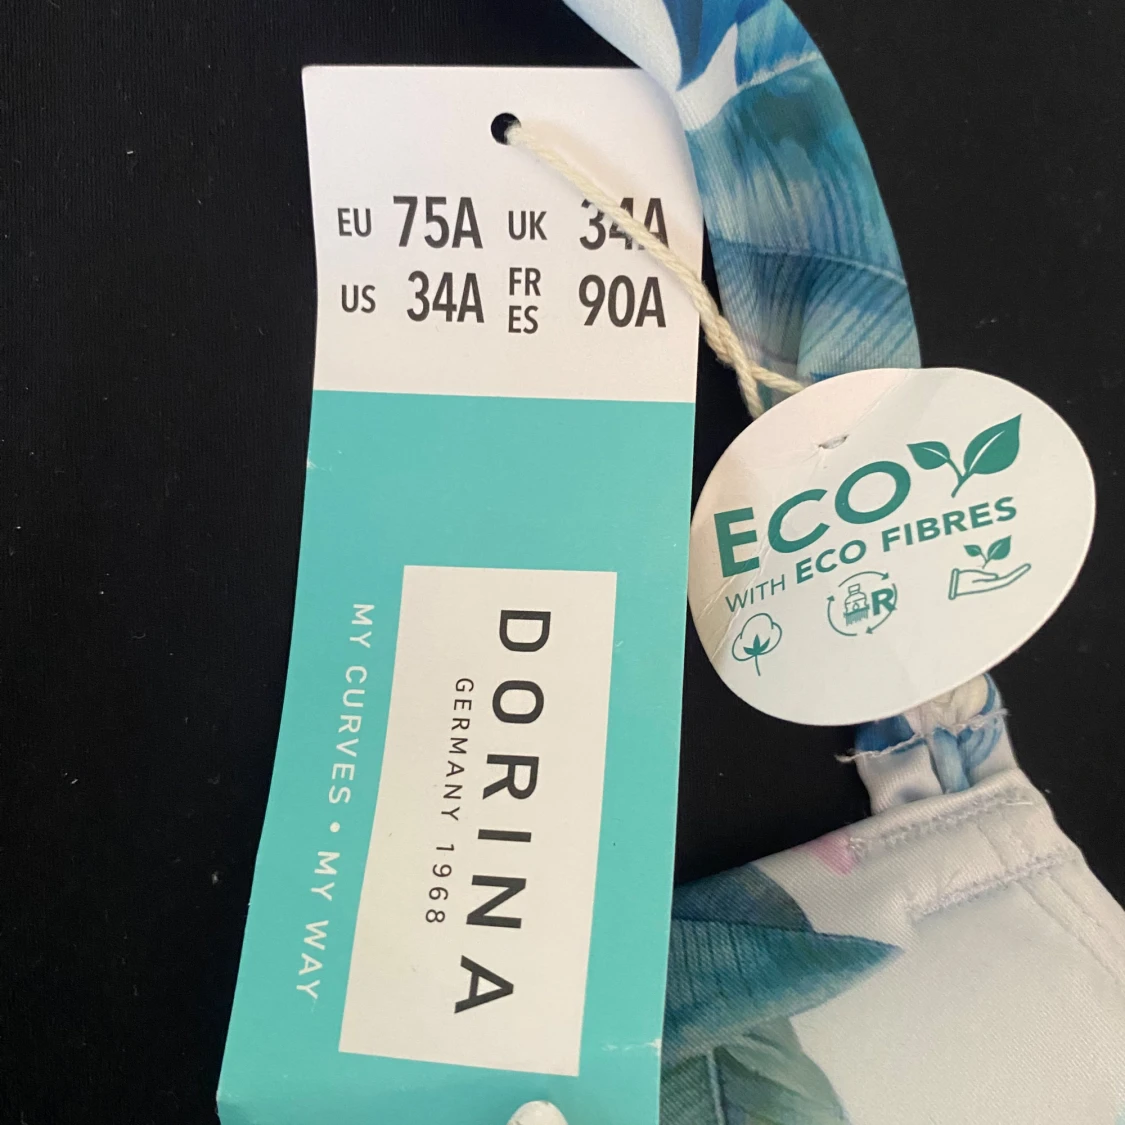 EU 75A UK 34A
US 34A FR ES 90A
ECO
WITH ECO FIBRES
R
DORINA
GERMANY 1968
MY CURVES • MY WAY